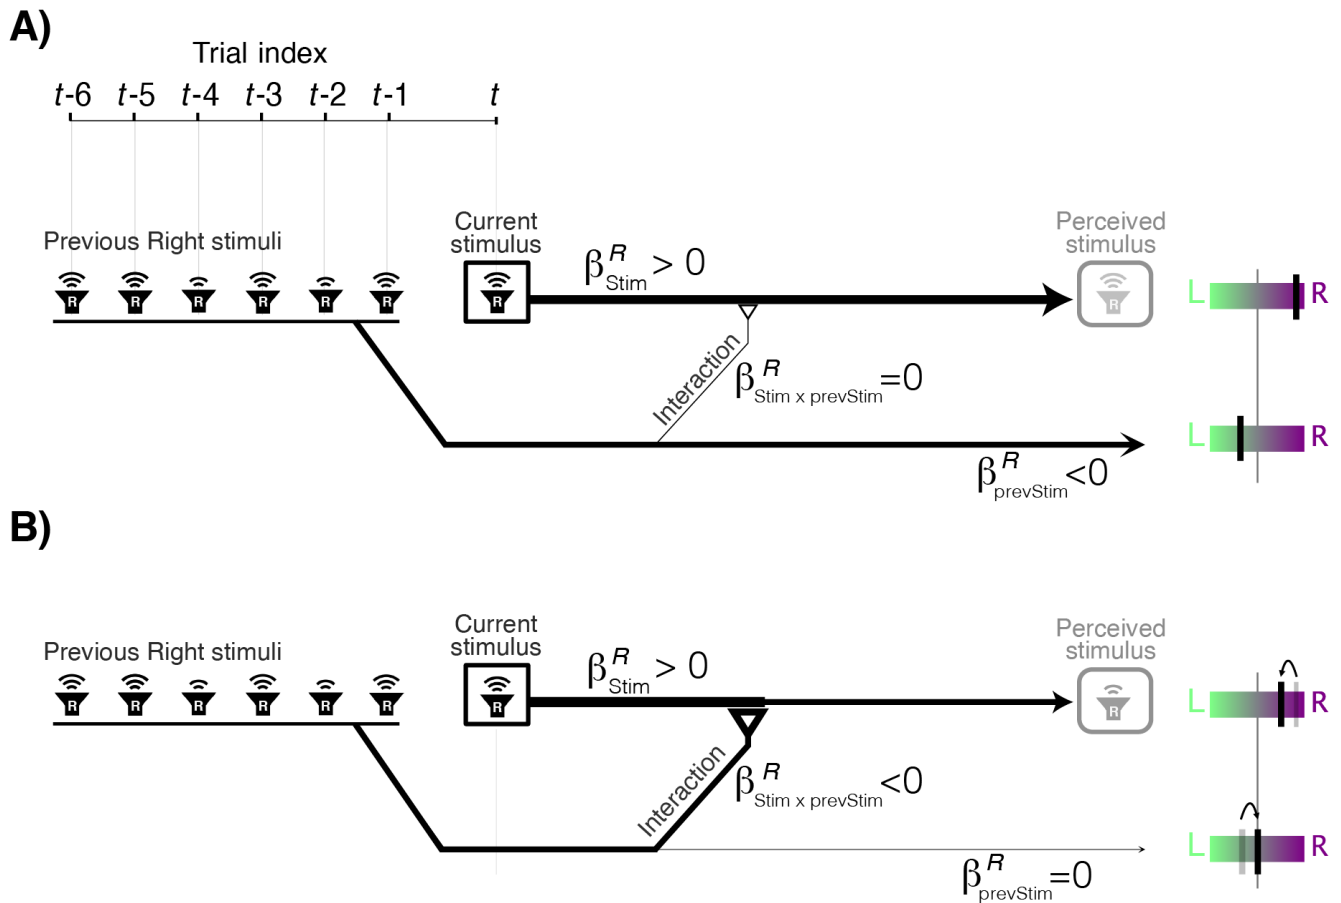 A)
Trial index
t-6 t-5 t-4 t-3 t-2 t-1 t
Previous Right stimuli
R R R R R R
Current
stimulus
R
β^R_Stim > 0
Perceived
stimulus
R
L R
Interaction
β^R_Stim x prevStim =0
L R
β^R_prevStim <0
B)
Previous Right stimuli
R R R R R R
Current
stimulus
R
β^R_Stim > 0
Perceived
stimulus
R
L R
Interaction
β^R_Stim x prevStim <0
L R
β^R_prevStim =0